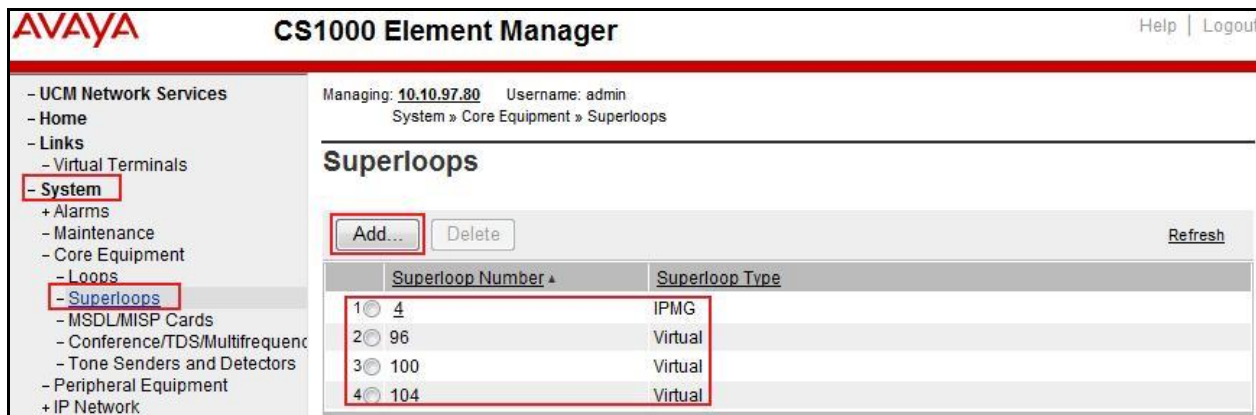 AVAYA
CS1000 Element Manager
Help | Logout
- UCM Network Services
- Home
- Links
- Virtual Terminals
- System
+ Alarms
- Maintenance
- Core Equipment
- Loops
- Superloops
- MSDL/MISP Cards
- Conference/TDS/Multifrequenc
- Tone Senders and Detectors
- Peripheral Equipment
+ IP Network
Managing: 10.10.97.80 Username: admin
System » Core Equipment » Superloops
Superloops
Add... Delete Refresh
Superloop Number ▲ Superloop Type
1 4 IPMG
2 96 Virtual
3 100 Virtual
4 104 Virtual